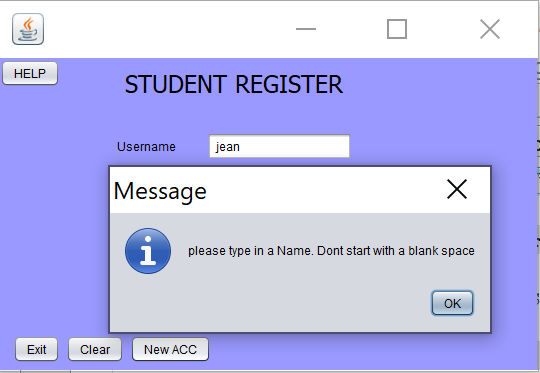 HELP
STUDENT REGISTER
Username jean
Message
please type in a Name. Dont start with a blank space
OK
Exit Clear New ACC